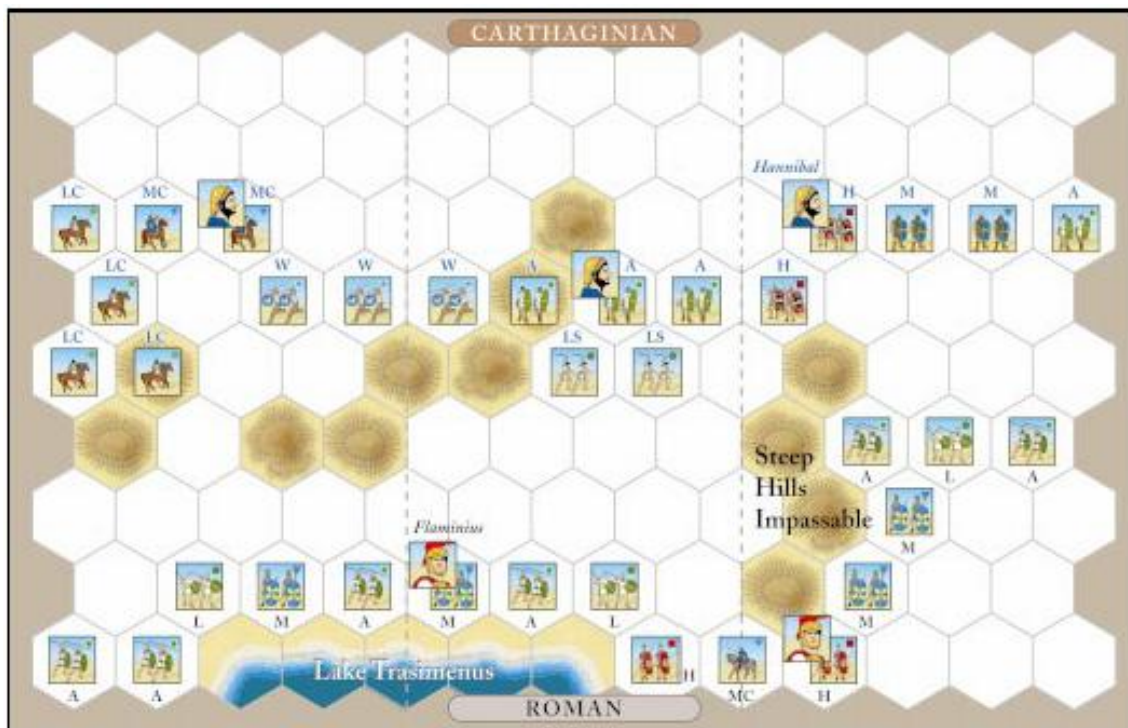 CARTHAGINIAN
Hannibal
LC MC MC H M M A
LC W W W A A A H
LC LC LS LS
Steep
Hills
Impassable
A L A
Flaminius
M
L M A M A L M
Lake Trasimenus
A A H MC H
ROMAN